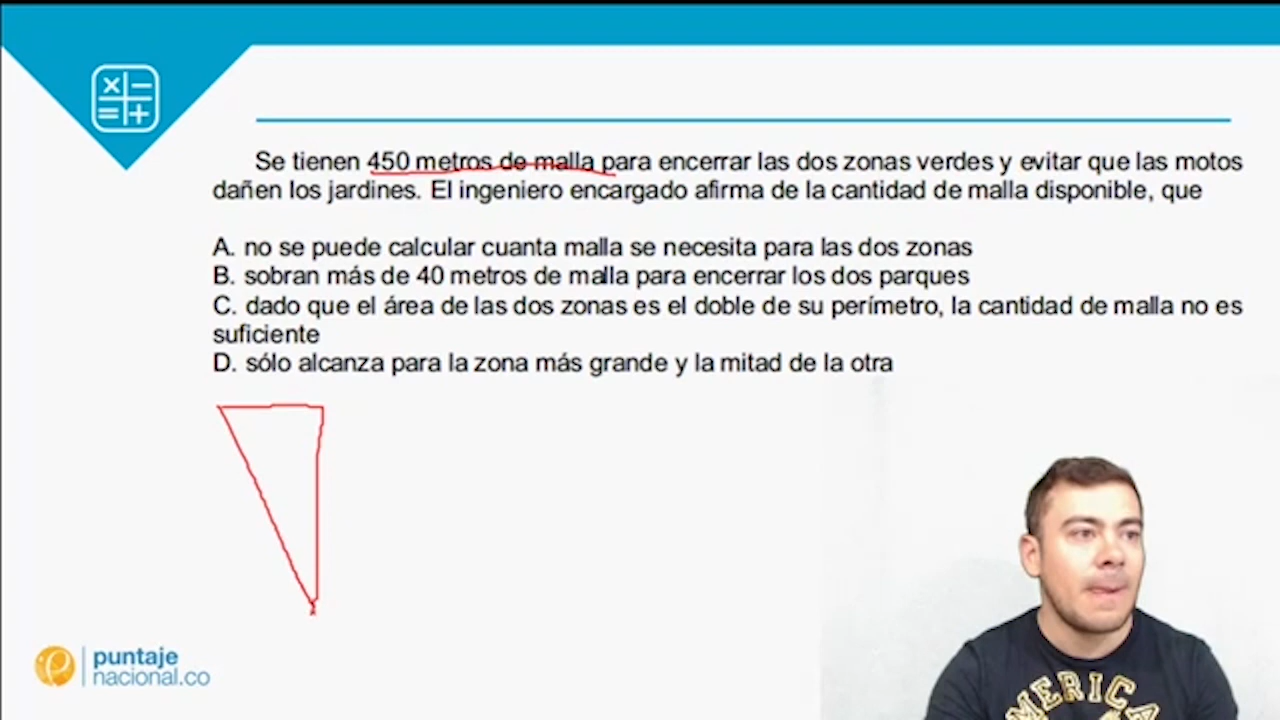 Se tienen 450 metros de malla para encerrar las dos zonas verdes y evitar que las motos
dañen los jardines. El ingeniero encargado afirma de la cantidad de malla disponible, que
A. no se puede calcular cuanta malla se necesita para las dos zonas
B. sobran más de 40 metros de malla para encerrar los dos parques
C. dado que el área de las dos zonas es el doble de su perímetro, la cantidad de malla no es
suficiente
D. sólo alcanza para la zona más grande y la mitad de la otra
puntaje
nacional.co
MERICA